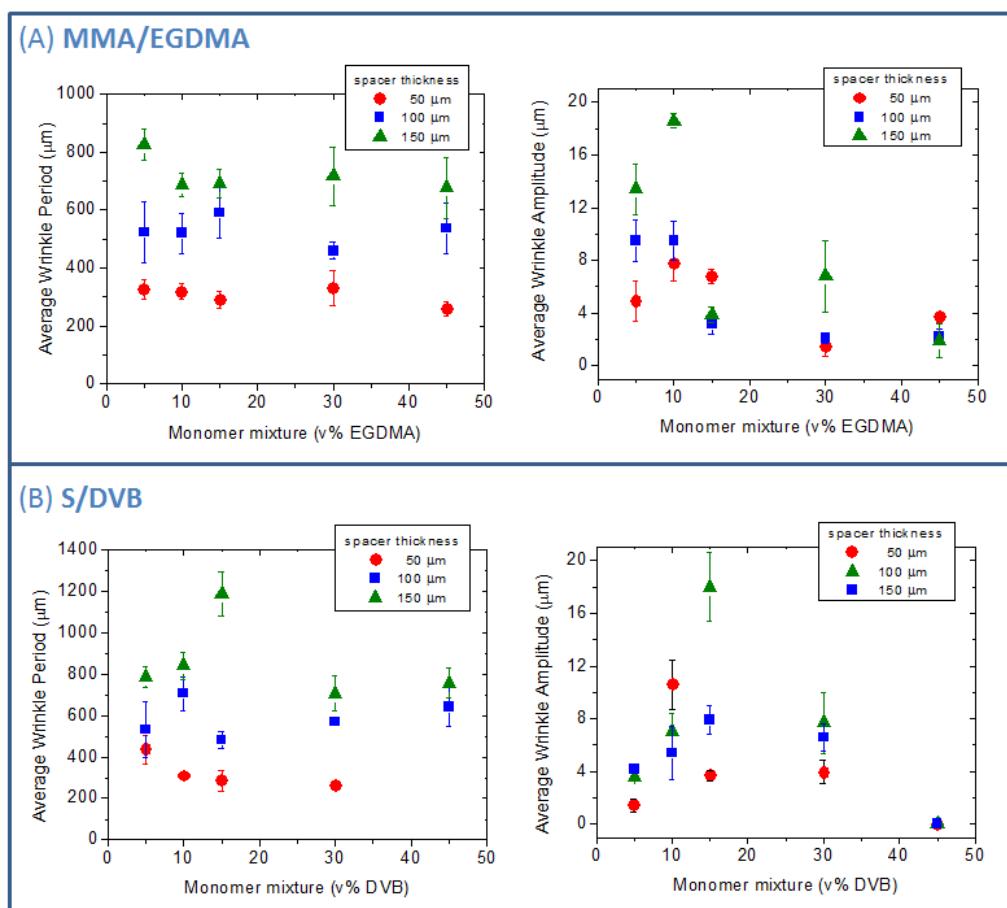 (A) MMA/EGDMA
spacer thickness
50 µm
100 µm
150 µm
1000
800
600
400
200
0
Average Wrinkle Period (µm)
0 10 20 30 40 50
Monomer mixture (v% EGDMA)
spacer thickness
50 µm
100 µm
150 µm
20
16
12
8
4
0
Average Wrinkle Amplitude (µm)
0 10 20 30 40 50
Monomer mixture (v% EGDMA)
(B) S/DVB
spacer thickness
50 µm
100 µm
150 µm
1400
1200
1000
800
600
400
200
0
Average Wrinkle Period (µm)
0 10 20 30 40 50
Monomer mixture (v% DVB)
spacer thickness
50 µm
100 µm
150 µm
20
16
12
8
4
0
Average Wrinkle Amplitude (µm)
0 10 20 30 40 50
Monomer mixture (v% DVB)